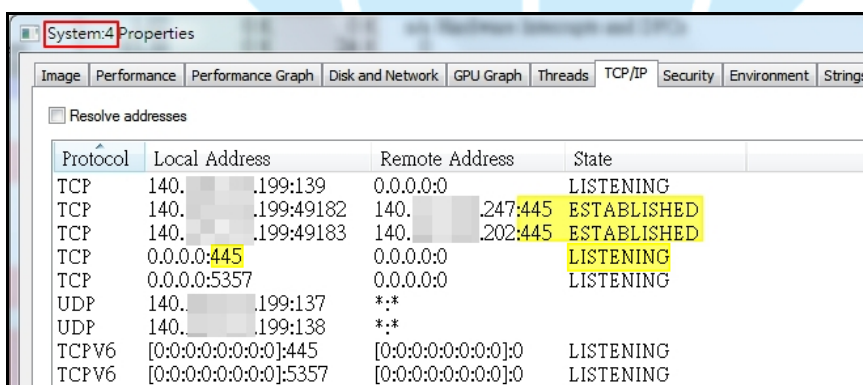 System:4 Properties
Image Performance Performance Graph Disk and Network GPU Graph Threads TCP/IP Security Environment Strings
Resolve addresses
Protocol Local Address Remote Address State
TCP 140. .199:139 0.0.0.0:0 LISTENING
TCP 140. .199:49182 140. .247:445 ESTABLISHED
TCP 140. .199:49183 140. .202:445 ESTABLISHED
TCP 0.0.0.0:445 0.0.0.0:0 LISTENING
TCP 0.0.0.0:5357 0.0.0.0:0 LISTENING
UDP 140. .199:137 *:*
UDP 140. .199:138 *:*
TCPV6 [0:0:0:0:0:0:0:0]:445 [0:0:0:0:0:0:0:0]:0 LISTENING
TCPV6 [0:0:0:0:0:0:0:0]:5357 [0:0:0:0:0:0:0:0]:0 LISTENING